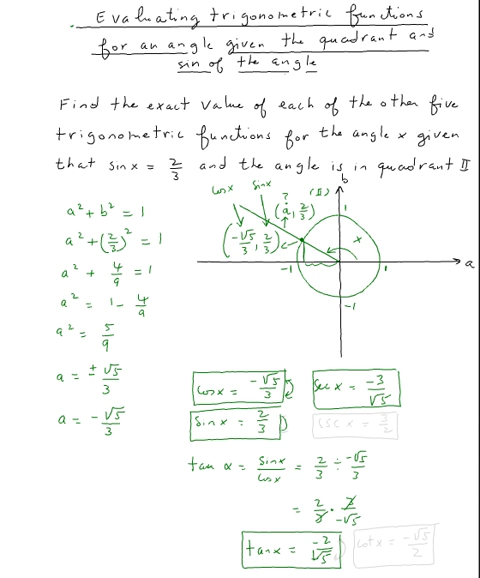 Evaluating trigonometric functions
for an angle given the quadrant and
sin of the angle
Find the exact value of each of the other five
trigonometric functions for the angle x given
that sin x = 2/3 and the angle is in quadrant II
a² + b² = 1
a² + (2/3)² = 1
a² + 4/9 = 1
a² = 1 - 4/9
a² = 5/9
a = ± √5/3
a = - √5/3
cos x sin x ? (II) b
(a, 2/3) 1
(-√5/3, 2/3) x
-1 1 a
-1
cos x = -√5/3 sec x = -3/√5
sin x = 2/3 csc x = 3/2
tan x = sin x/cos x = 2/3 ÷ -√5/3
= 2/3 · 3/-√5
tan x = -2/√5 cot x = -√5/2